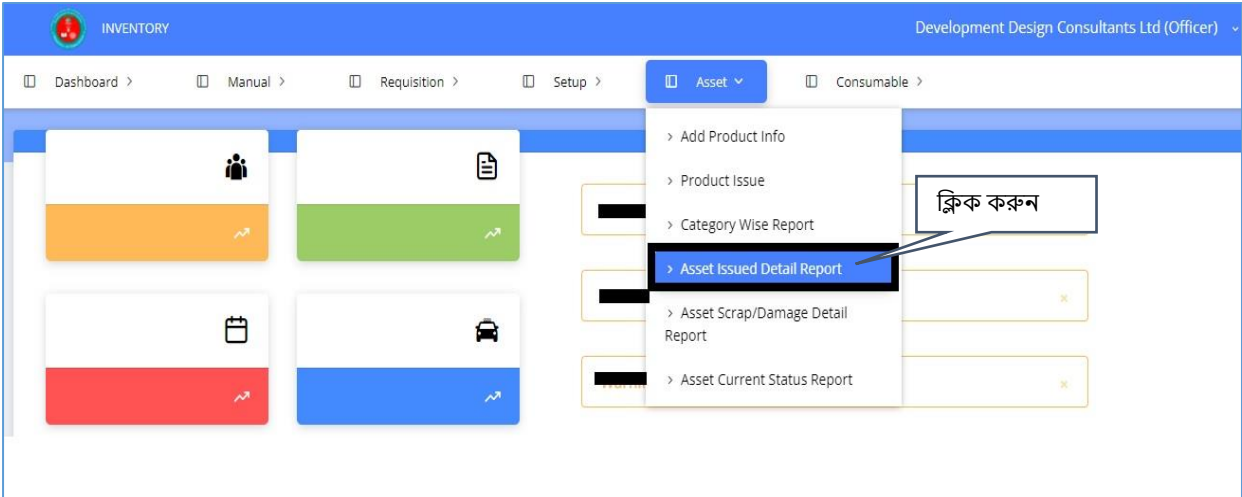 INVENTORY
Development Design Consultants Ltd (Officer)
Dashboard >
Manual >
Requisition >
Setup >
Asset
Consumable >
> Add Product Info
> Product Issue
> Category Wise Report
> Asset Issued Detail Report
> Asset Scrap/Damage Detail
Report
> Asset Current Status Report
ক্লিক করুন